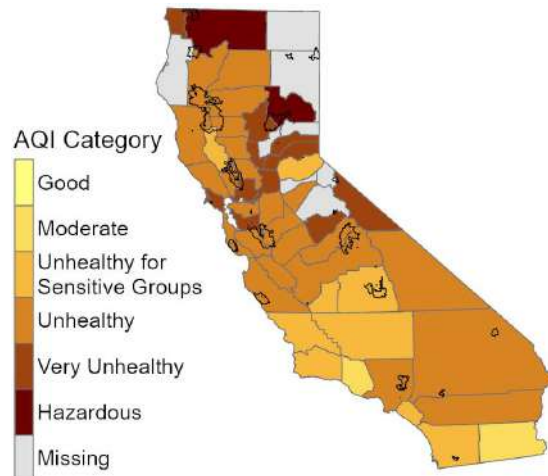 AQI Category
Good
Moderate
Unhealthy for
Sensitive Groups
Unhealthy
Very Unhealthy
Hazardous
Missing